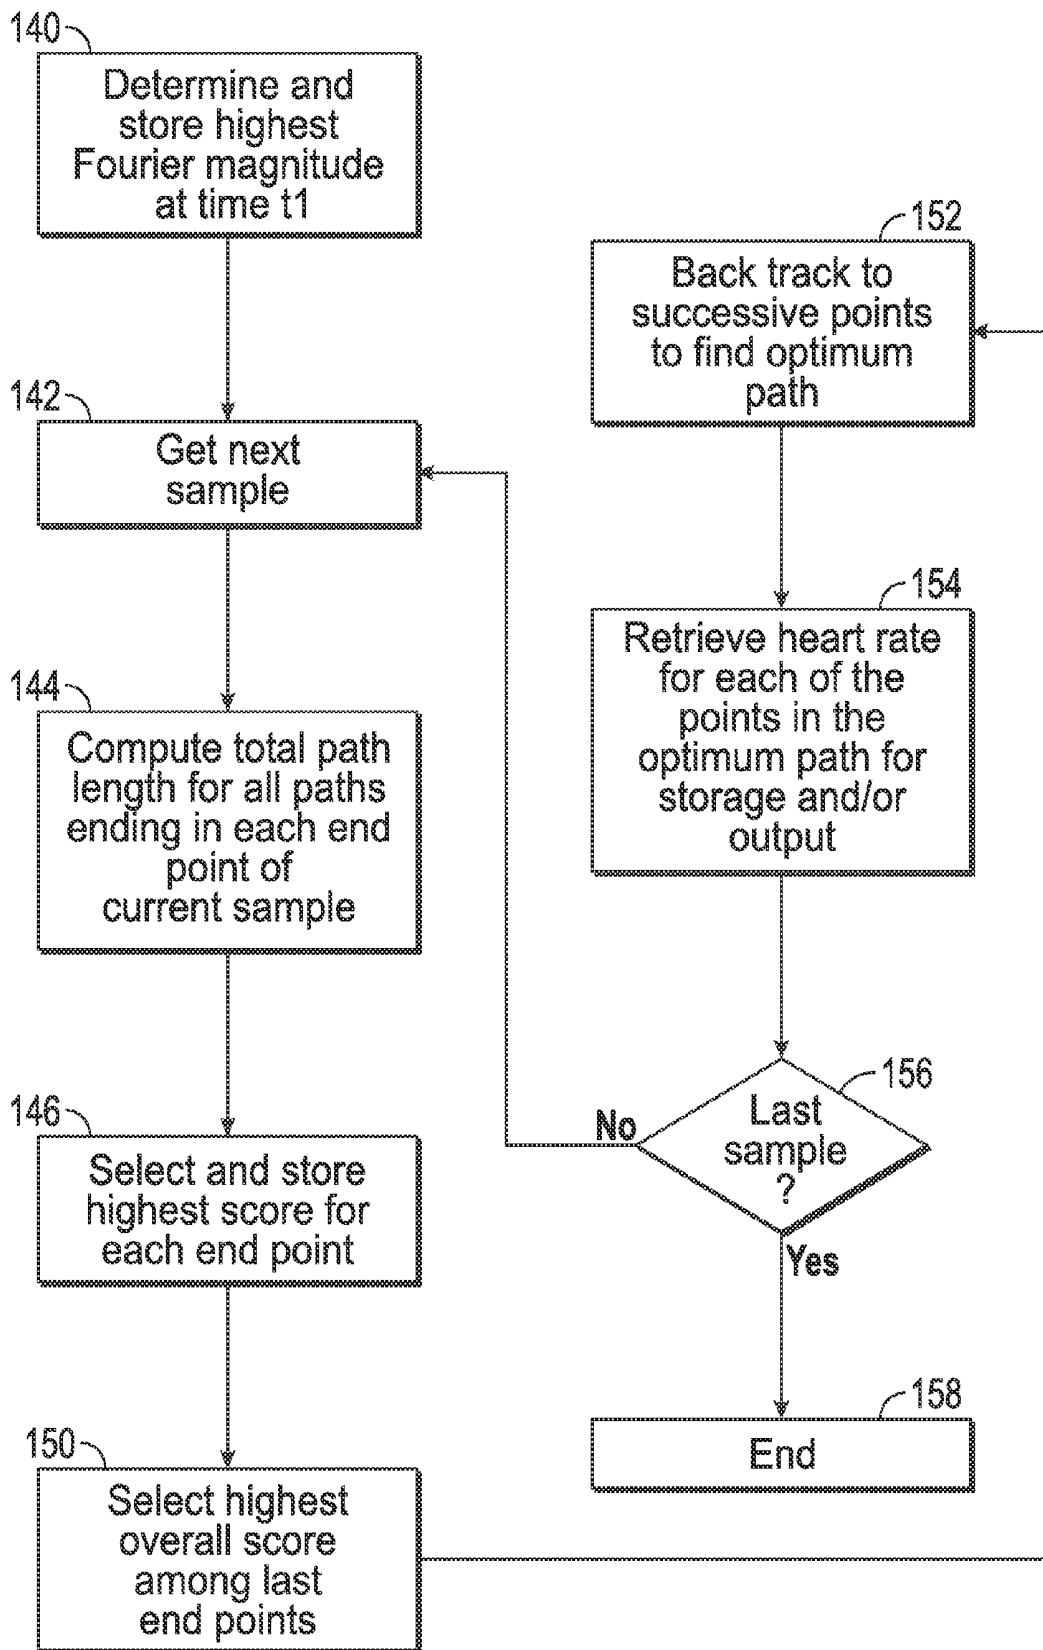 140
Determine and
store highest
Fourier magnitude
at time t1
142
Get next
sample
144
Compute total path
length for all paths
ending in each end
point of
current sample
146
Select and store
highest score for
each end point
150
Select highest
overall score
among last
end points
152
Back track to
successive points
to find optimum
path
154
Retrieve heart rate
for each of the
points in the
optimum path for
storage and/or
output
156
Last
sample
?
No
Yes
158
End